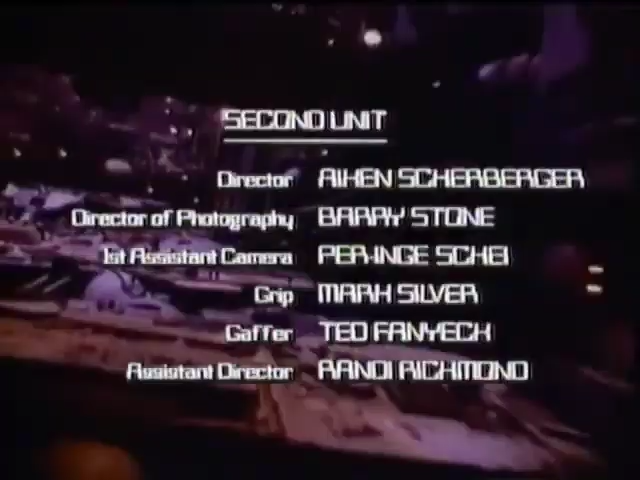 SECOND UNIT
Director AIKEN SCHERBERGER
Director of Photography BARRY STONE
1st Assistant Camera PER-INGE SCHEI
Grip MARK SILVER
Gaffer TED FANYECK
Assistant Director RANDI RICHMOND